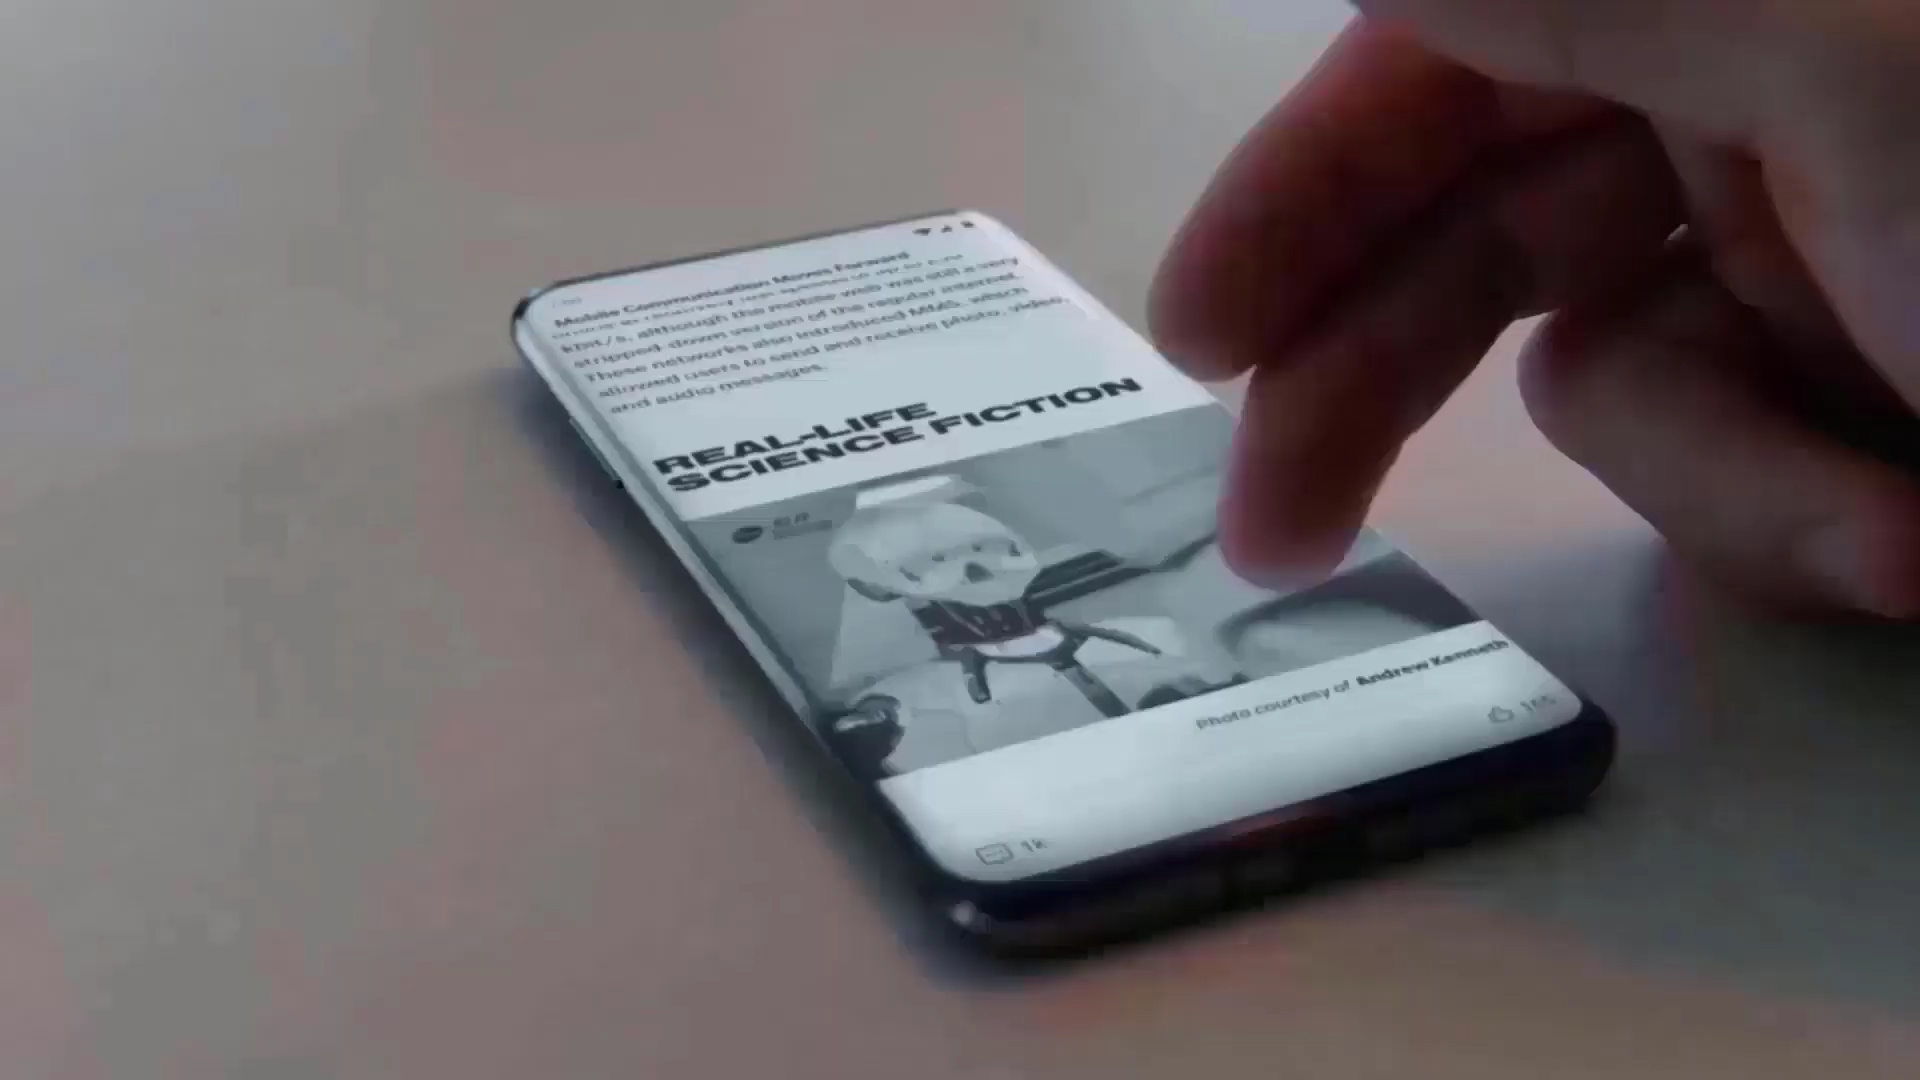 Mobile Communication Moves Forward
kbit/s, although the mobile web was still a very
stripped-down version of the regular internet.
These networks also introduced MMS, which
allowed users to send and receive photo, video,
and audio messages.
REAL-LIFE
SCIENCE FICTION
Photo courtesy of Andrew Kenneth
1k